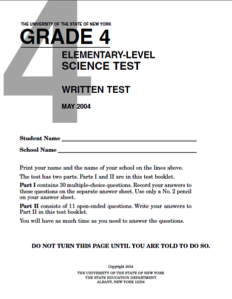 THE UNIVERSITY OF THE STATE OF NEW YORK
GRADE 4
4
ELEMENTARY-LEVEL
SCIENCE TEST
WRITTEN TEST
MAY 2004
Student Name
School Name
Print your name and the name of your school on the lines above.
The test has two parts. Parts I and II are in this test booklet.
Part I contains 30 multiple-choice questions. Record your answers to
these questions on the separate answer sheet. Use only a No. 2 pencil
on your answer sheet.
Part II consists of 11 open-ended questions. Write your answers to
Part II in this test booklet.
You will have as much time as you need to answer the questions.
DO NOT TURN THIS PAGE UNTIL YOU ARE TOLD TO DO SO.
Copyright 2004
THE UNIVERSITY OF THE STATE OF NEW YORK
THE STATE EDUCATION DEPARTMENT
ALBANY, NEW YORK 12234